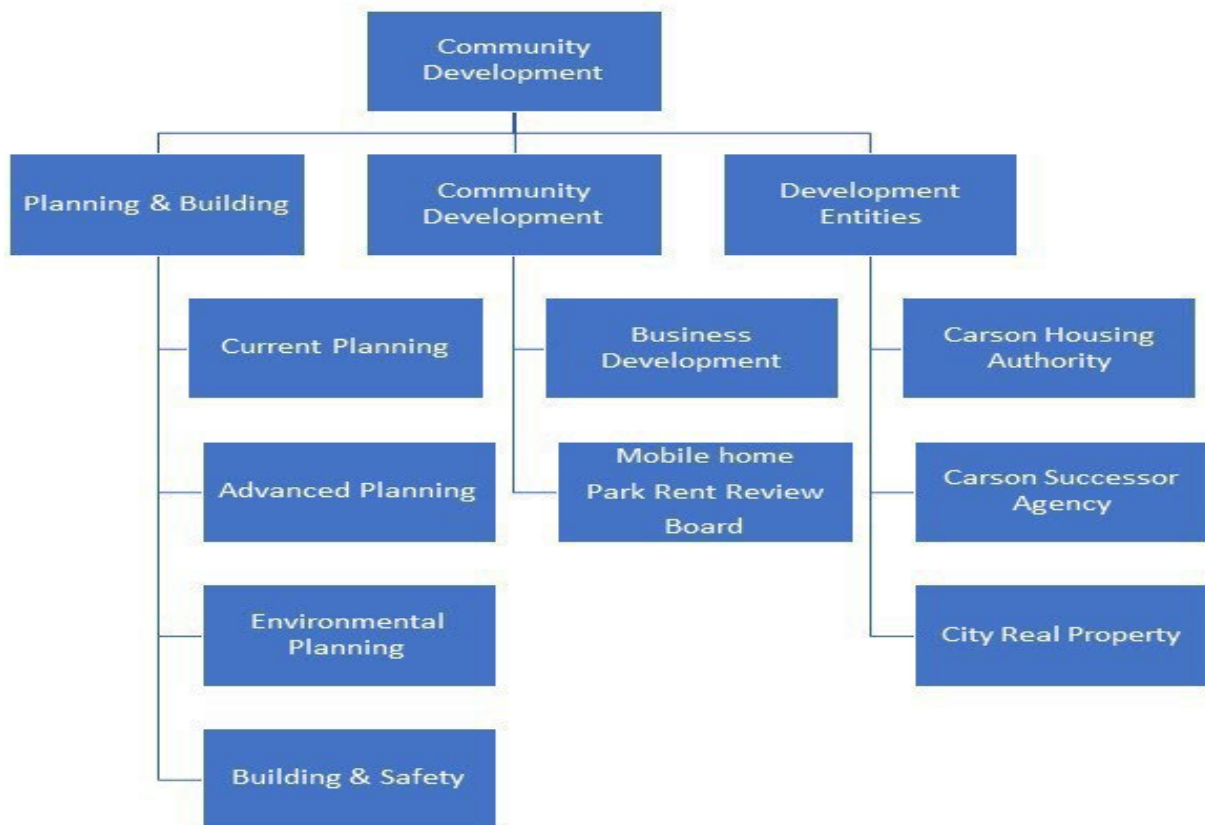 Community
Development
Planning & Building
Community
Development
Development
Entities
Current Planning
Business
Development
Carson Housing
Authority
Advanced Planning
Mobile home
Park Rent Review
Board
Carson Successor
Agency
Environmental
Planning
City Real Property
Building & Safety